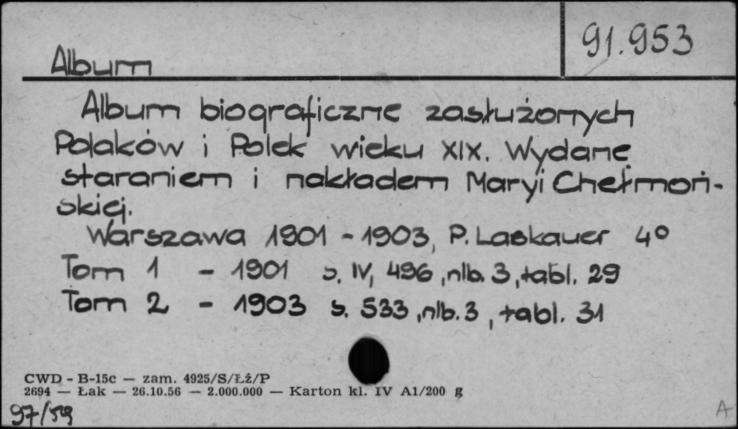 91.953
Album
Album biograficzne zasłużonych
Polaków i Polek wieku XIX. Wydane
staraniem i nakładem Maryi Chełmoń-
skiej.
Warszawa 1901 - 1903, P. Laskauer 4°
Tom 1 - 1901 s. IV, 496, nlb. 3, tabl. 29
Tom 2 - 1903 s. 533, nlb. 3, tabl. 31
CWD - B-15c — zam. 4925/S/Łź/P
2694 — Łak — 26.10.56 — 2.000.000 — Karton kl. IV A1/200 g
97/59
A